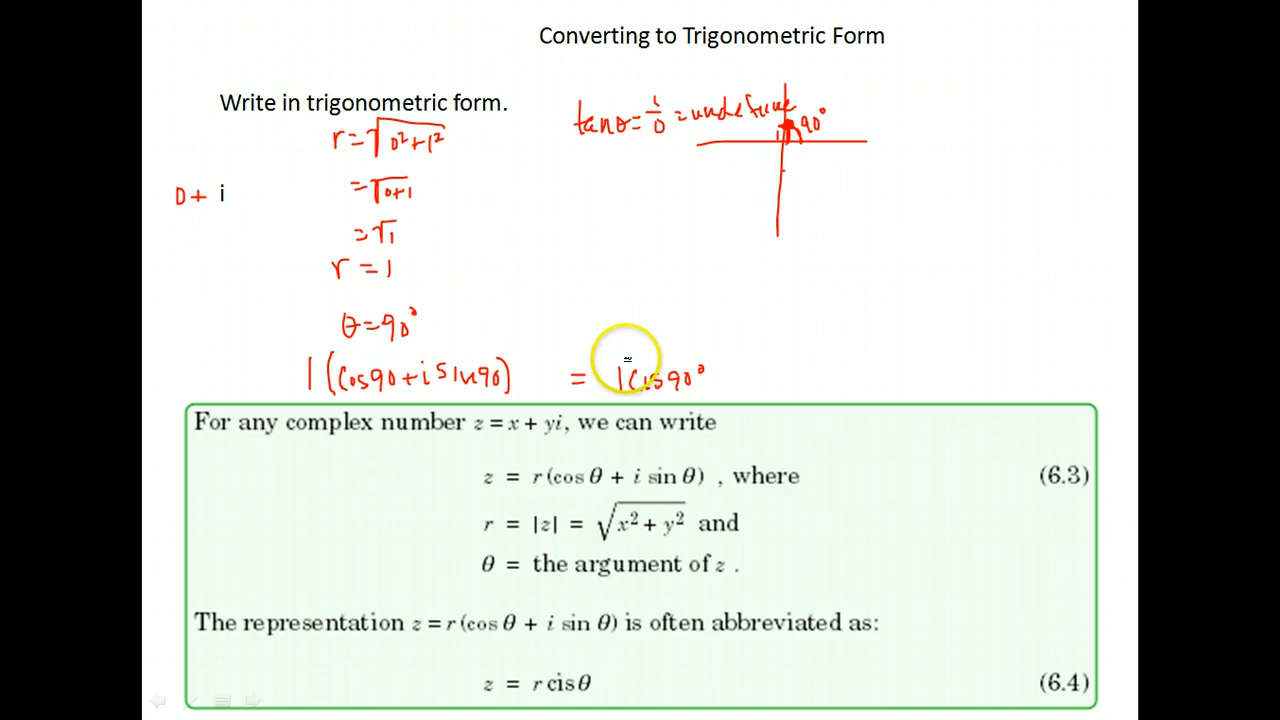 Converting to Trigonometric Form
Write in trigonometric form.
tanθ = 1/0 = undefine
90°
1
r = √0²+1²
0 + i
= √0+1
= √1
r = 1
θ = 90°
1 (cos90 + i sin90) = 1cis90°
For any complex number z = x + yi, we can write
z = r (cos θ + i sin θ) , where (6.3)
r = |z| = √x² + y² and
θ = the argument of z .
The representation z = r (cos θ + i sin θ) is often abbreviated as:
z = r cis θ (6.4)